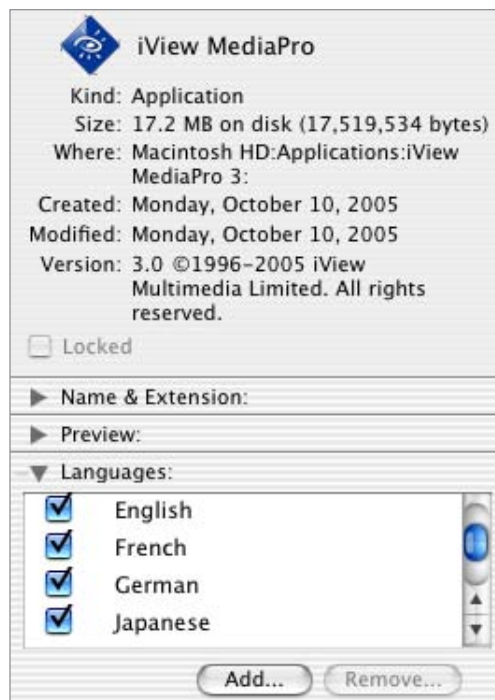 iView MediaPro
Kind: Application
Size: 17.2 MB on disk (17,519,534 bytes)
Where: Macintosh HD:Applications:iView
MediaPro 3:
Created: Monday, October 10, 2005
Modified: Monday, October 10, 2005
Version: 3.0 ©1996–2005 iView
Multimedia Limited. All rights
reserved.
Locked
Name & Extension:
Preview:
Languages:
English
French
German
Japanese
Add... Remove...